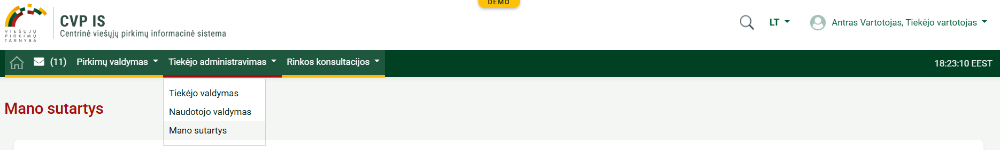 DEMO
VIEŠŲJŲ
PIRKIMŲ
TARNYBA
CVP IS
Centrinė viešųjų pirkimų informacinė sistema
LT
Antras Vartotojas, Tiekėjo vartotojas
(11) Pirkimų valdymas Tiekėjo administravimas Rinkos konsultacijos 18:23:10 EEST
Tiekėjo valdymas
Naudotojo valdymas
Mano sutartys
Mano sutartys